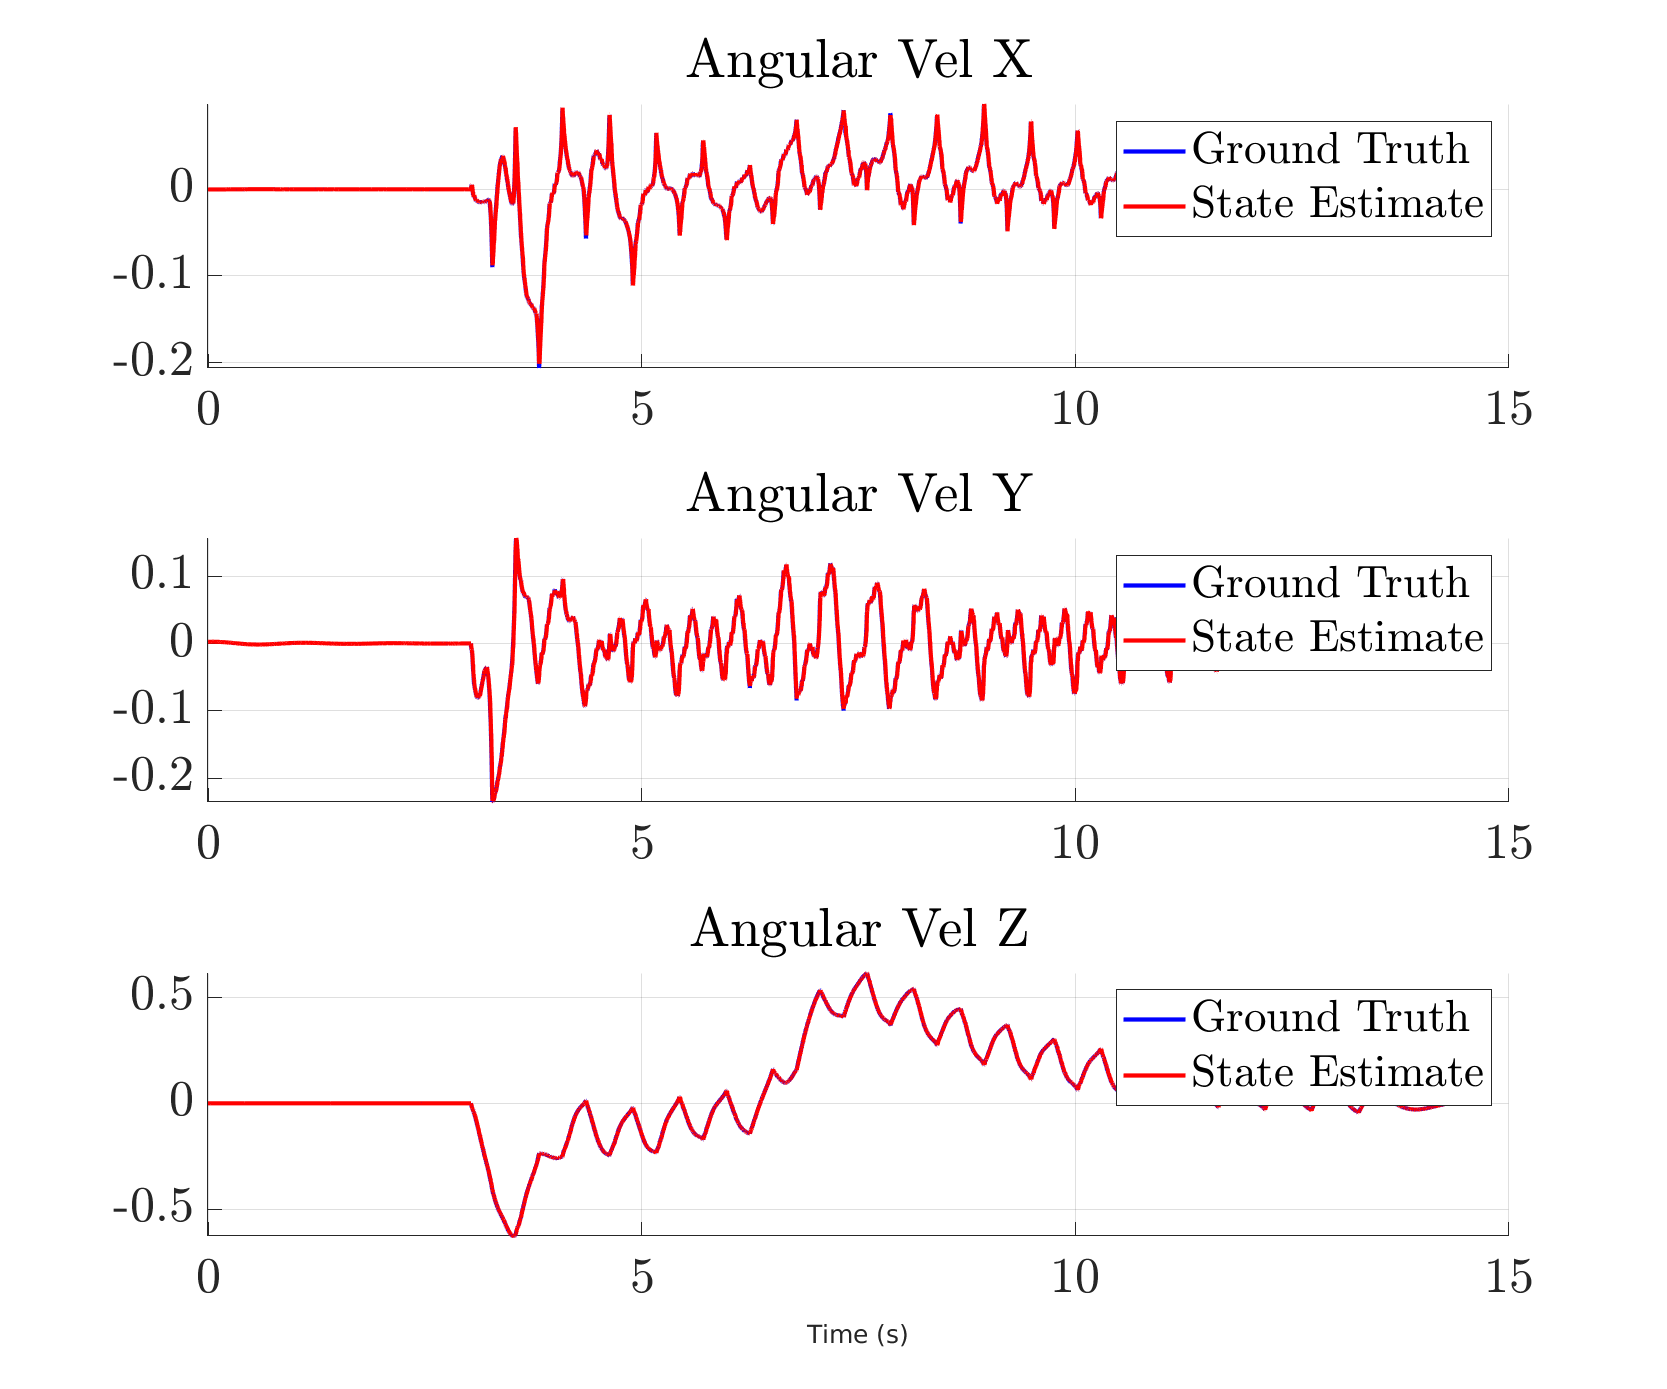 Angular Vel X
0
-0.1
-0.2
Ground Truth
State Estimate
0 5 10 15
Angular Vel Y
0.1
0
-0.1
-0.2
Ground Truth
State Estimate
0 5 10 15
Angular Vel Z
0.5
0
-0.5
Ground Truth
State Estimate
0 5 10 15
Time (s)